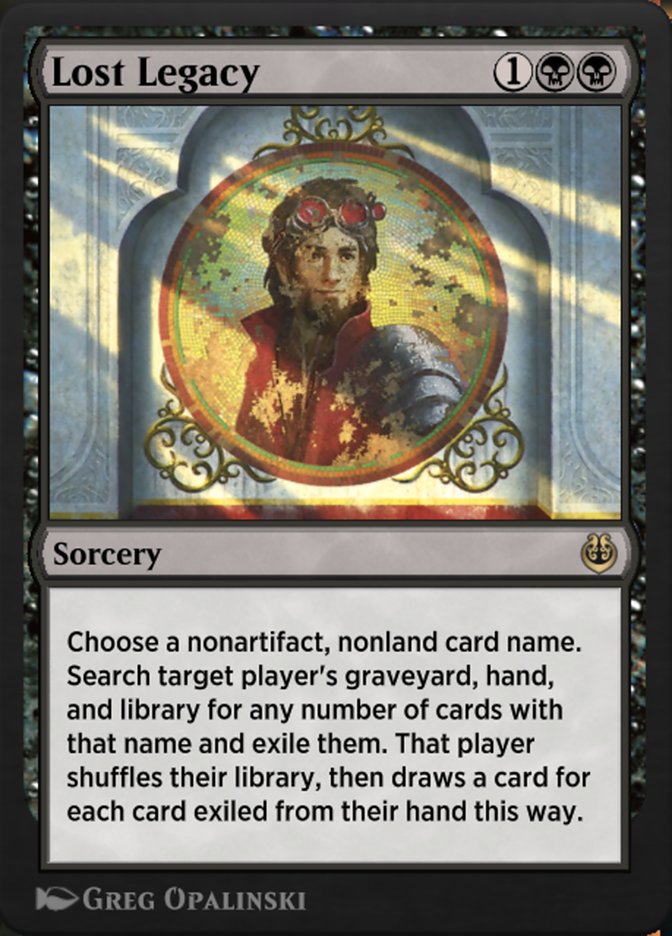 Lost Legacy 1
Sorcery
Choose a nonartifact, nonland card name.
Search target player's graveyard, hand,
and library for any number of cards with
that name and exile them. That player
shuffles their library, then draws a card for
each card exiled from their hand this way.
Greg Opalinski